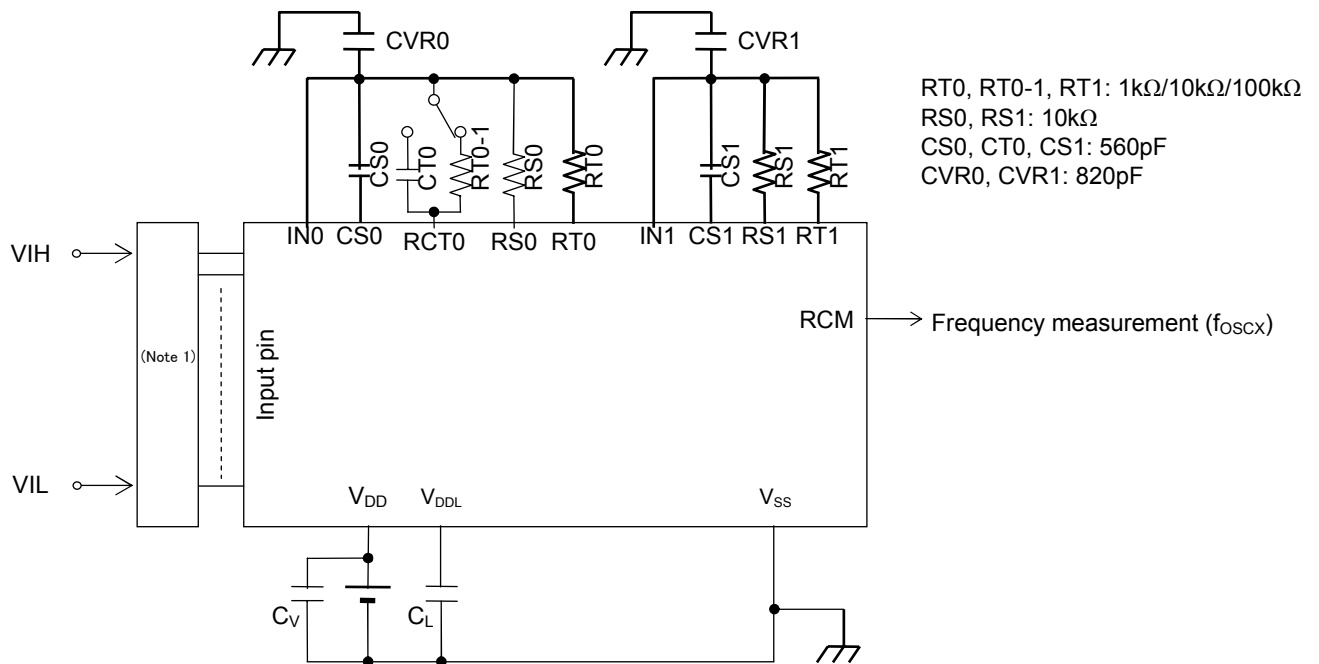 CVR0
CVR1
RT0, RT0-1, RT1: 1kΩ/10kΩ/100kΩ
RS0, RS1: 10kΩ
CS0, CT0, CS1: 560pF
CVR0, CVR1: 820pF
CS0
CT0
RT0-1
RS0
RT0
CS1
RS1
RT1
IN0 CS0 RCT0 RS0 RT0
IN1 CS1 RS1 RT1
VIH
(Note 1)
Input pin
RCM
Frequency measurement (fOSCX)
VIL
VDD VDDL VSS
CV
CL